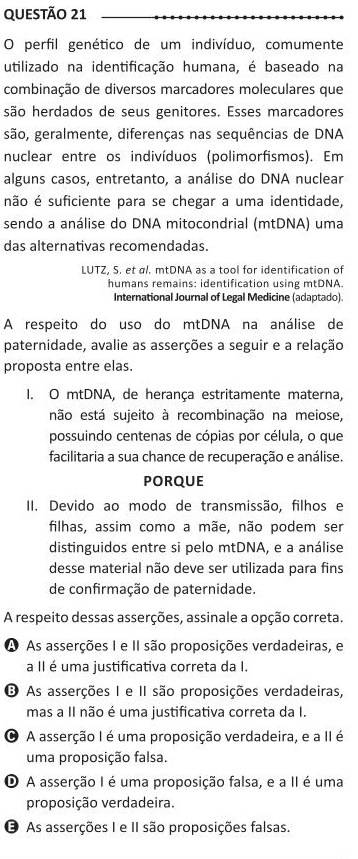 QUESTÃO 21
O perfil genético de um indivíduo, comumente
utilizado na identificação humana, é baseado na
combinação de diversos marcadores moleculares que
são herdados de seus genitores. Esses marcadores
são, geralmente, diferenças nas sequências de DNA
nuclear entre os indivíduos (polimorfismos). Em
alguns casos, entretanto, a análise do DNA nuclear
não é suficiente para se chegar a uma identidade,
sendo a análise do DNA mitocondrial (mtDNA) uma
das alternativas recomendadas.
LUTZ, S. et al. mtDNA as a tool for identification of
humans remains: identification using mtDNA.
International Journal of Legal Medicine (adaptado).
A respeito do uso do mtDNA na análise de
paternidade, avalie as asserções a seguir e a relação
proposta entre elas.
I. O mtDNA, de herança estritamente materna,
não está sujeito à recombinação na meiose,
possuindo centenas de cópias por célula, o que
facilitaria a sua chance de recuperação e análise.
PORQUE
II. Devido ao modo de transmissão, filhos e
filhas, assim como a mãe, não podem ser
distinguidos entre si pelo mtDNA, e a análise
desse material não deve ser utilizada para fins
de confirmação de paternidade.
A respeito dessas asserções, assinale a opção correta.
A As asserções I e II são proposições verdadeiras, e
a II é uma justificativa correta da I.
B As asserções I e II são proposições verdadeiras,
mas a II não é uma justificativa correta da I.
C A asserção I é uma proposição verdadeira, e a II é
uma proposição falsa.
D A asserção I é uma proposição falsa, e a II é uma
proposição verdadeira.
E As asserções I e II são proposições falsas.